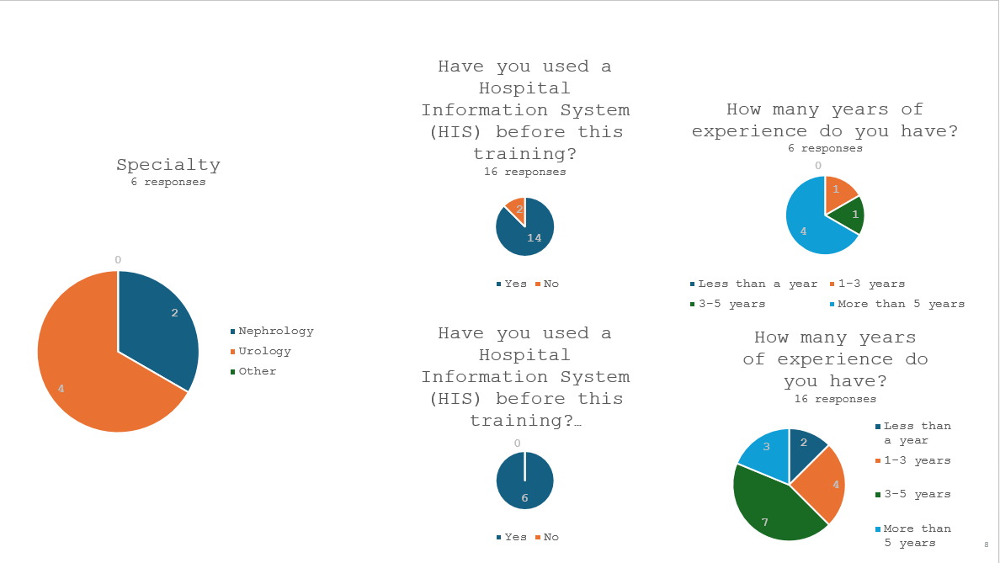 Specialty
6 responses
0
2
4
Nephrology
Urology
Other
Have you used a
Hospital
Information System
(HIS) before this
training?
16 responses
2
14
Yes No
Have you used a
Hospital
Information System
(HIS) before this
training?…
0
6
Yes No
How many years of
experience do you have?
6 responses
0
1
1
4
Less than a year 1–3 years
3–5 years More than 5 years
How many years
of experience do
you have?
16 responses
3 2
4
7
Less than
a year
1–3 years
3–5 years
More than
5 years
8